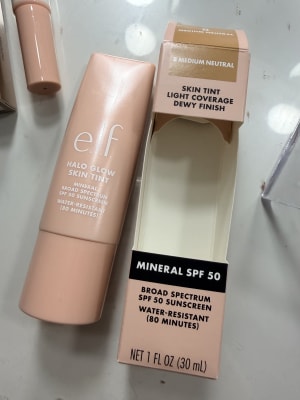 e.l.f.
HALO GLOW
SKIN TINT
MINERAL
BROAD SPECTRUM
SPF 50 SUNSCREEN
WATER-RESISTANT
(80 MINUTES)
MEDIUM NEUTRAL
SKIN TINT
LIGHT COVERAGE
DEWY FINISH
MINERAL SPF 50
BROAD SPECTRUM
SPF 50 SUNSCREEN
WATER-RESISTANT
(80 MINUTES)
NET 1 FL OZ (30 mL)